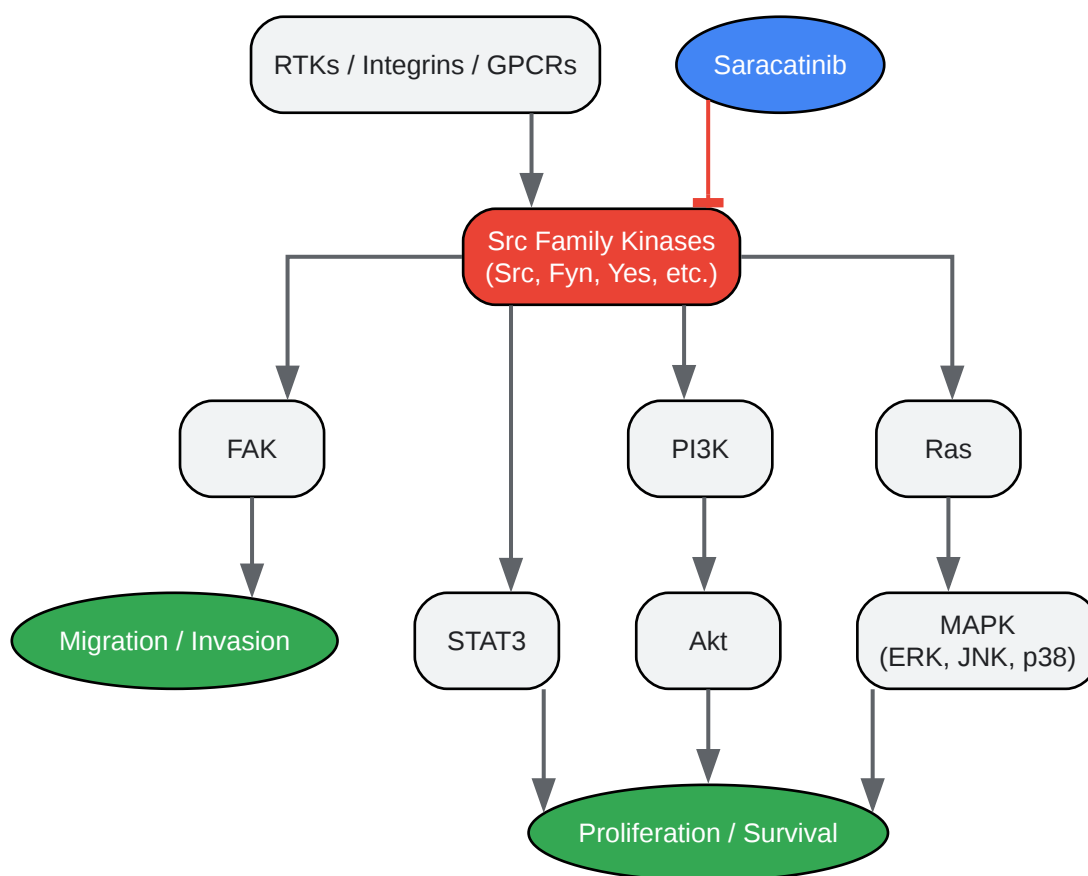 RTKs / Integrins / GPCRs
Saracatinib
Src Family Kinases
(Src, Fyn, Yes, etc.)
FAK
PI3K
Ras
Migration / Invasion
STAT3
Akt
MAPK
(ERK, JNK, p38)
Proliferation / Survival